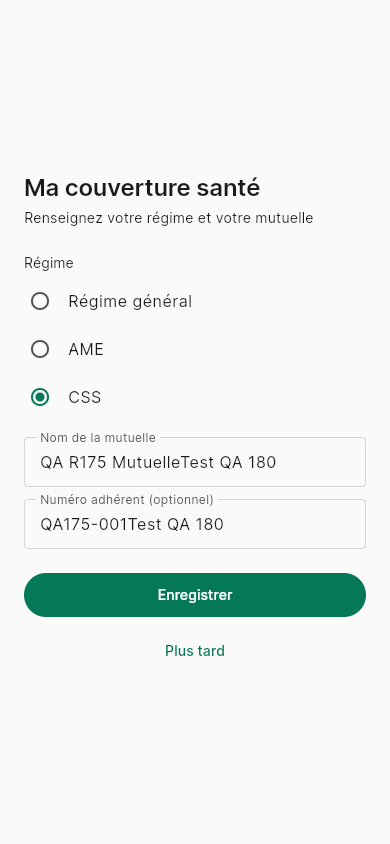 Ma couverture santé
Renseignez votre régime et votre mutuelle
Régime
Régime général
AME
CSS
Nom de la mutuelle
QA R175 MutuelleTest QA 180
Numéro adhérent (optionnel)
QA175-001Test QA 180
Enregistrer
Plus tard